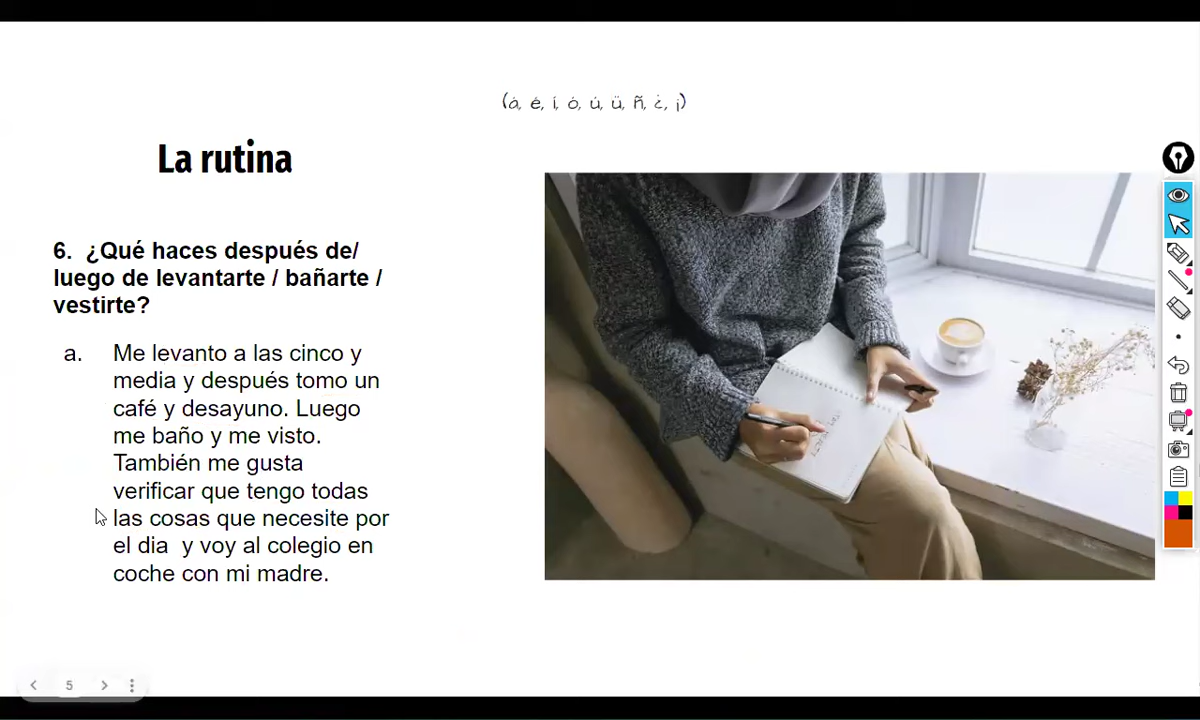 (á, é, í, ó, ú, ü, ñ, ¿, ¡)
La rutina
6. ¿Qué haces después de/
luego de levantarte / bañarte /
vestirte?
a. Me levanto a las cinco y
media y después tomo un
café y desayuno. Luego
me baño y me visto.
También me gusta
verificar que tengo todas
las cosas que necesite por
el dia y voy al colegio en
coche con mi madre.
5